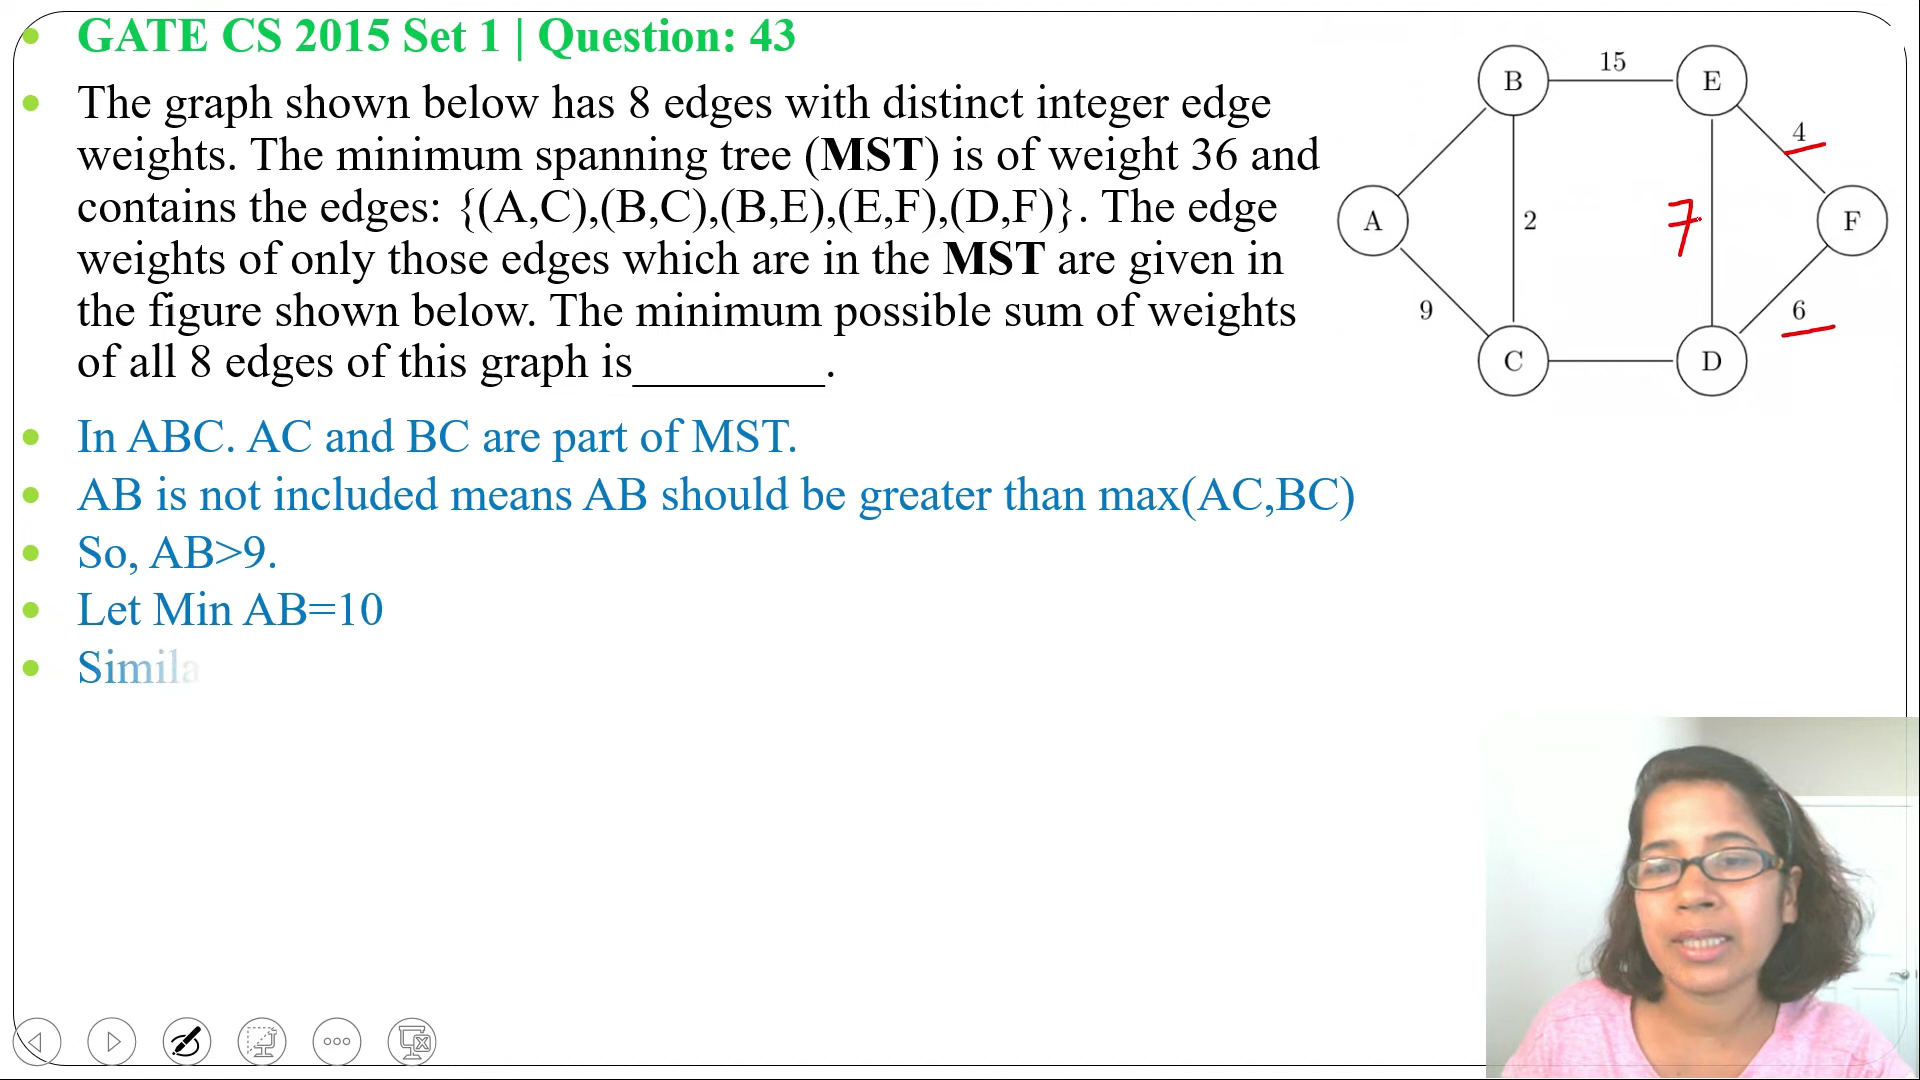 GATE CS 2015 Set 1 | Question: 43
The graph shown below has 8 edges with distinct integer edge
weights. The minimum spanning tree (MST) is of weight 36 and
contains the edges: {(A,C),(B,C),(B,E),(E,F),(D,F)}. The edge
weights of only those edges which are in the MST are given in
the figure shown below. The minimum possible sum of weights
of all 8 edges of this graph is________.
In ABC. AC and BC are part of MST.
AB is not included means AB should be greater than max(AC,BC)
So, AB>9.
Let Min AB=10
Simila
B 15 E
4
A 2 7 F
9 6
C D